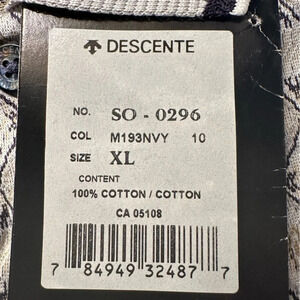 DESCENTE
NO. SO - 0296
COL M193NVY 10
SIZE XL
CONTENT
100% COTTON / COTTON
CA 05108
7 84949 32487 7